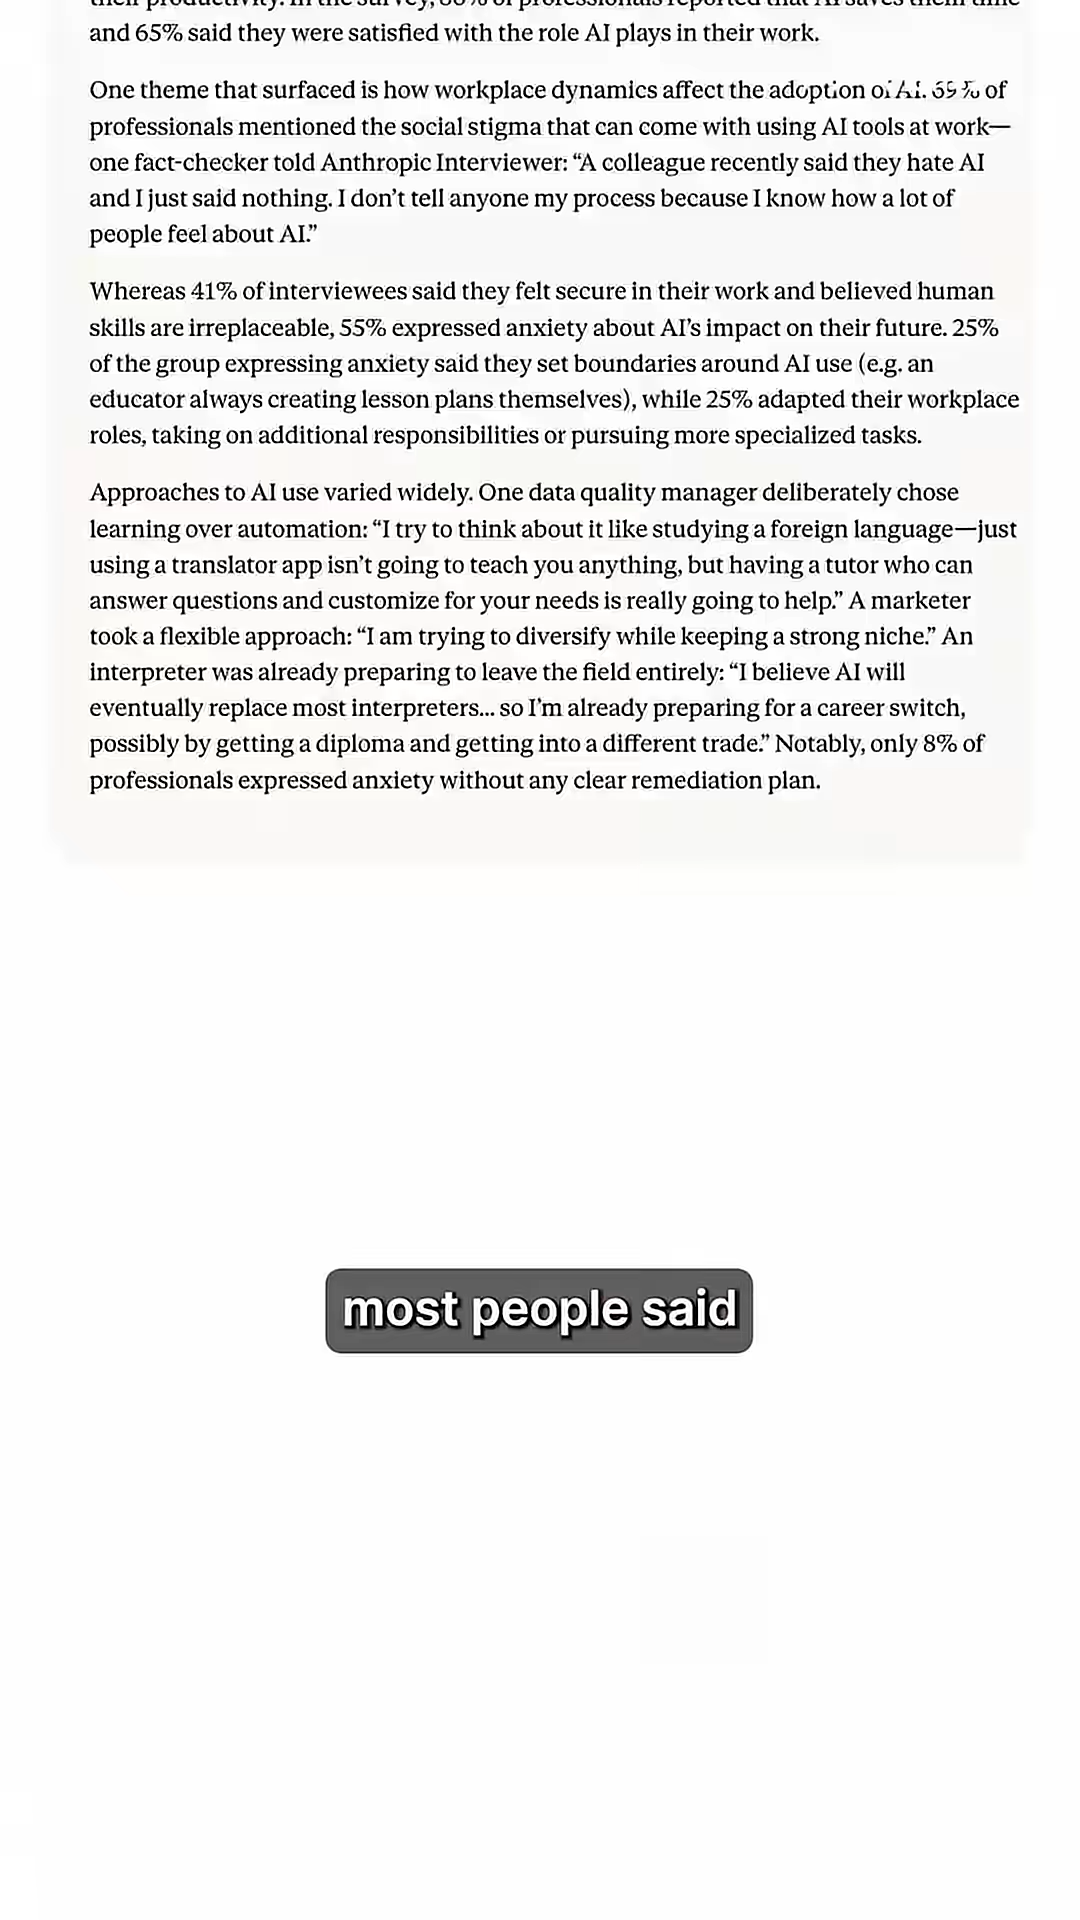 and 65% said they were satisfied with the role AI plays in their work.
One theme that surfaced is how workplace dynamics affect the adoption of AI. 69% of
professionals mentioned the social stigma that can come with using AI tools at work—
one fact-checker told Anthropic Interviewer: “A colleague recently said they hate AI
and I just said nothing. I don’t tell anyone my process because I know how a lot of
people feel about AI.”
Whereas 41% of interviewees said they felt secure in their work and believed human
skills are irreplaceable, 55% expressed anxiety about AI’s impact on their future. 25%
of the group expressing anxiety said they set boundaries around AI use (e.g. an
educator always creating lesson plans themselves), while 25% adapted their workplace
roles, taking on additional responsibilities or pursuing more specialized tasks.
Approaches to AI use varied widely. One data quality manager deliberately chose
learning over automation: “I try to think about it like studying a foreign language—just
using a translator app isn’t going to teach you anything, but having a tutor who can
answer questions and customize for your needs is really going to help.” A marketer
took a flexible approach: “I am trying to diversify while keeping a strong niche.” An
interpreter was already preparing to leave the field entirely: “I believe AI will
eventually replace most interpreters... so I’m already preparing for a career switch,
possibly by getting a diploma and getting into a different trade.” Notably, only 8% of
professionals expressed anxiety without any clear remediation plan.
most people said